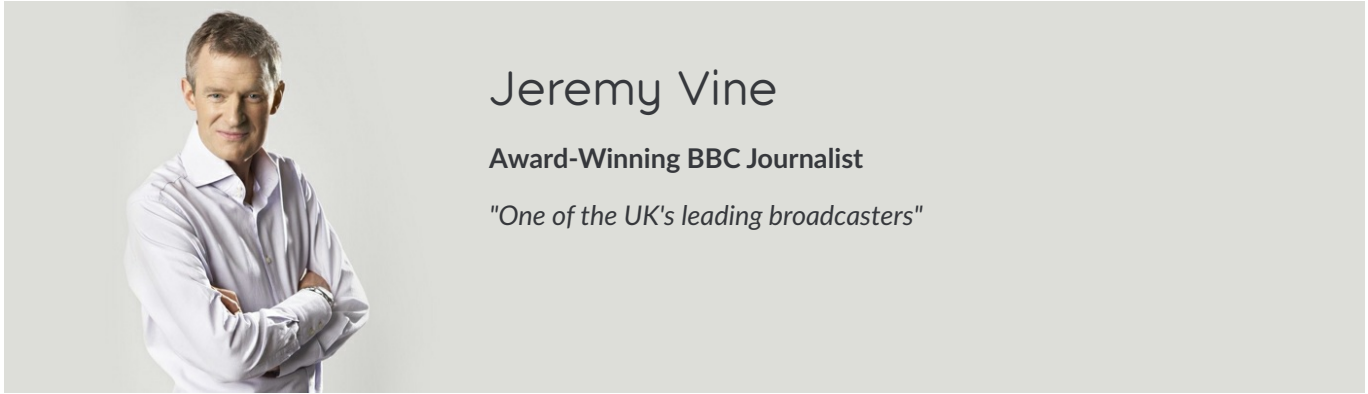 Jeremy Vine
Award-Winning BBC Journalist
"One of the UK's leading broadcasters"